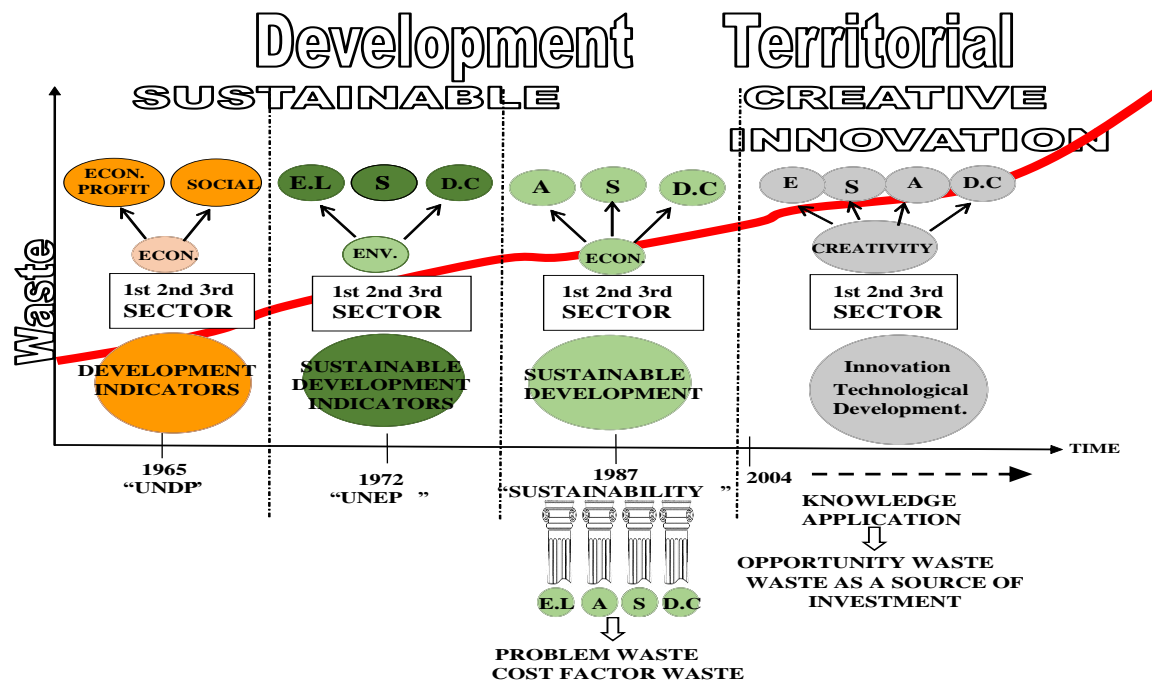 Development Territorial
SUSTAINABLE
CREATIVE
INNOVATION
Waste
ECON.
PROFIT
SOCIAL
ECON.
1st 2nd 3rd
SECTOR
DEVELOPMENT
INDICATORS
E.L
S
D.C
ENV.
1st 2nd 3rd
SECTOR
SUSTAINABLE
DEVELOPMENT
INDICATORS
A
S
D.C
ECON.
1st 2nd 3rd
SECTOR
SUSTAINABLE
DEVELOPMENT
E
S
A
D.C
CREATIVITY
1st 2nd 3rd
SECTOR
Innovation
Technological
Development.
TIME
1965
“UNDP”
1972
“UNEP ”
1987
“SUSTAINABILITY ”
2004
E.L
A
S
D.C
PROBLEM WASTE
COST FACTOR WASTE
KNOWLEDGE
APPLICATION
OPPORTUNITY WASTE
WASTE AS A SOURCE OF
INVESTMENT